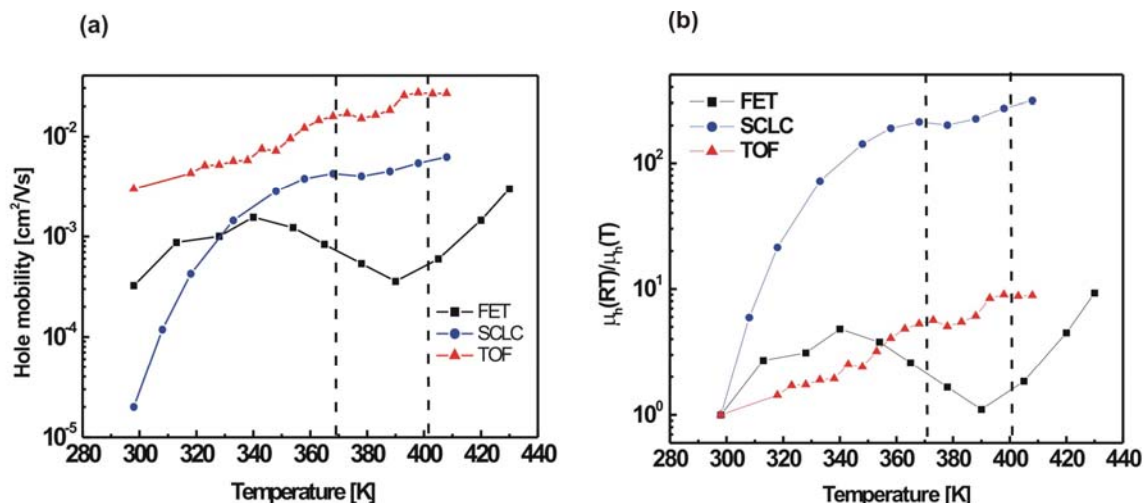 (a)
Hole mobility [cm²/Vs]
10⁻²
10⁻³
10⁻⁴
10⁻⁵
FET
SCLC
TOF
280 300 320 340 360 380 400 420 440
Temperature [K]
(b)
μₕ(RT)/μₕ(T)
10²
10¹
10⁰
FET
SCLC
TOF
280 300 320 340 360 380 400 420 440
Temperature [K]